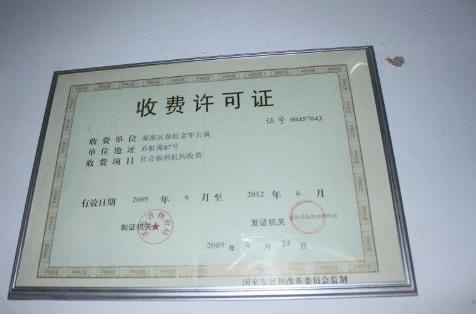 收费许可证
证号 00457043
收费单位 秦淮区秦虹老年公寓
单位地址 乔虹苑87号
收费项目 社会福利机构收费
有效日期 2009 年 6 月 至 2012 年 6 月
制证机关 发证机关
2009 年 6 月 24 日
国家发展和改革委员会监制